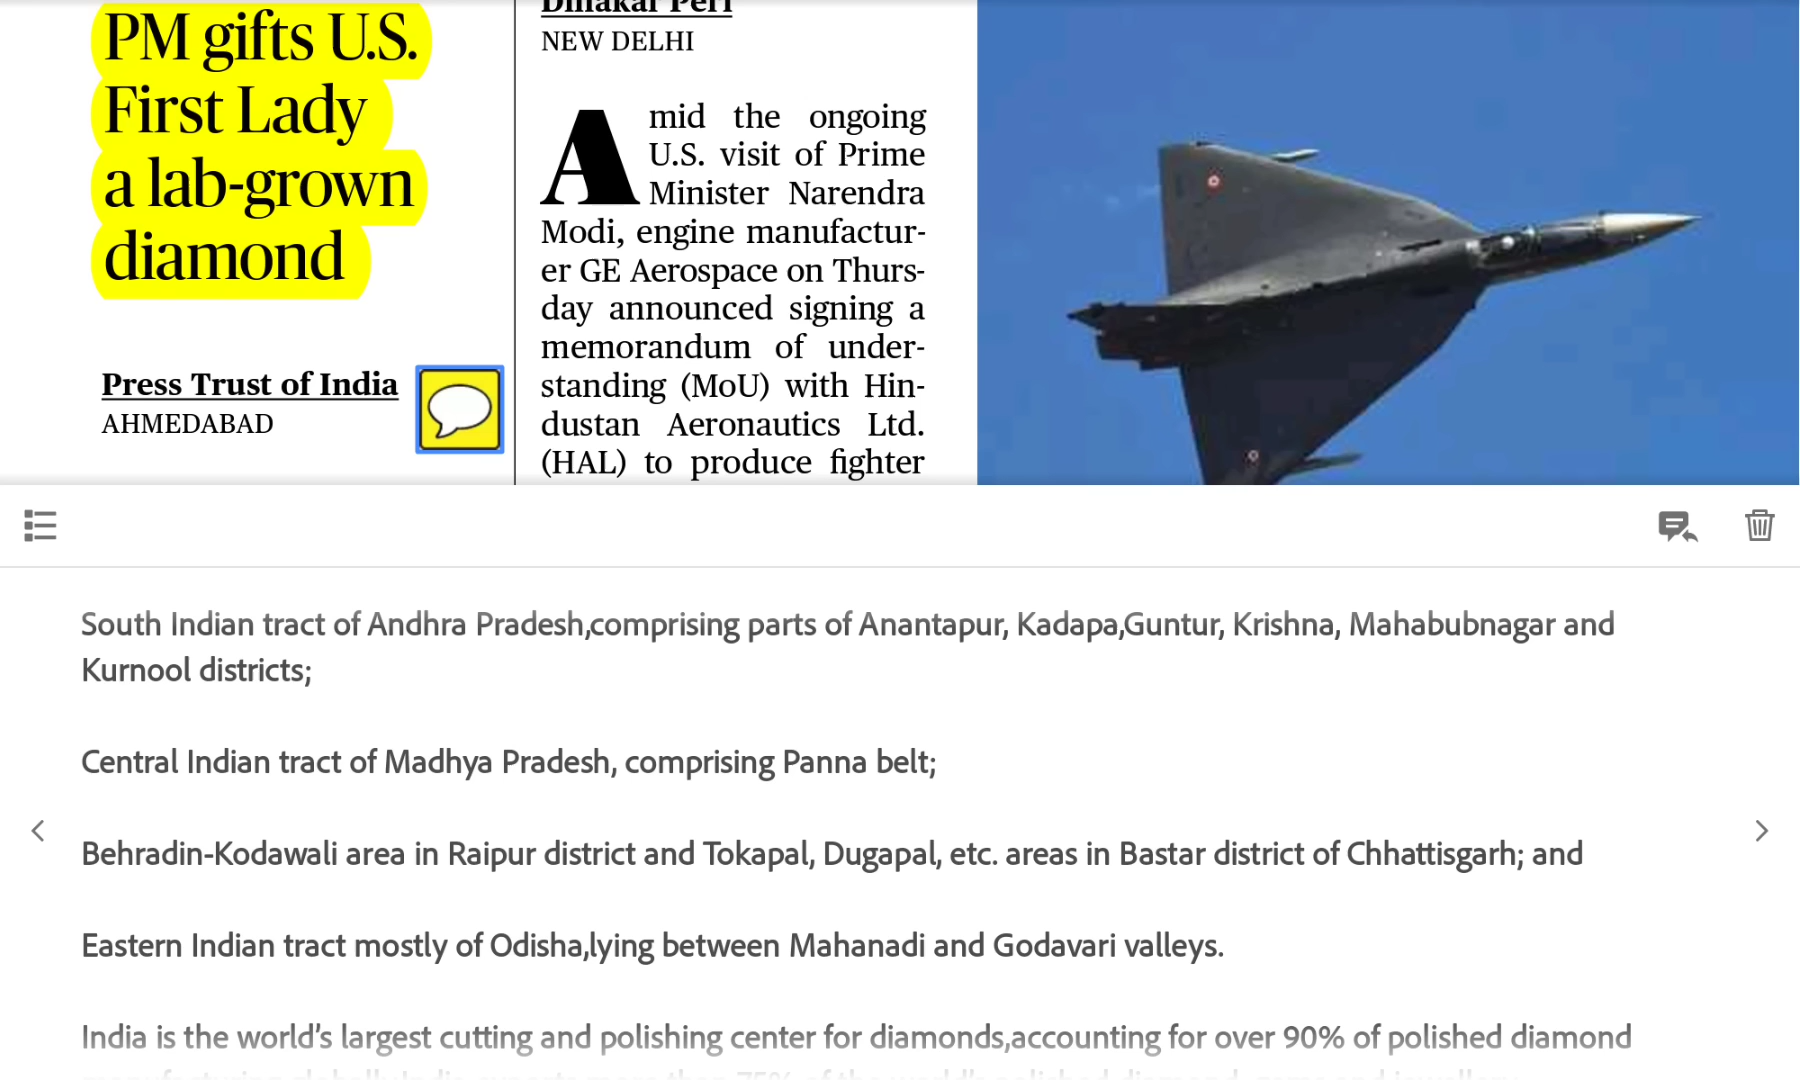 PM gifts U.S.
First Lady
a lab-grown
diamond
Press Trust of India
AHMEDABAD
Dinakar Peri
NEW DELHI
Amid the ongoing
U.S. visit of Prime
Minister Narendra
Modi, engine manufactur-
er GE Aerospace on Thurs-
day announced signing a
memorandum of under-
standing (MoU) with Hin-
dustan Aeronautics Ltd.
(HAL) to produce fighter
South Indian tract of Andhra Pradesh,comprising parts of Anantapur, Kadapa,Guntur, Krishna, Mahabubnagar and
Kurnool districts;
Central Indian tract of Madhya Pradesh, comprising Panna belt;
Behradin-Kodawali area in Raipur district and Tokapal, Dugapal, etc. areas in Bastar district of Chhattisgarh; and
Eastern Indian tract mostly of Odisha,lying between Mahanadi and Godavari valleys.
India is the world’s largest cutting and polishing center for diamonds,accounting for over 90% of polished diamond